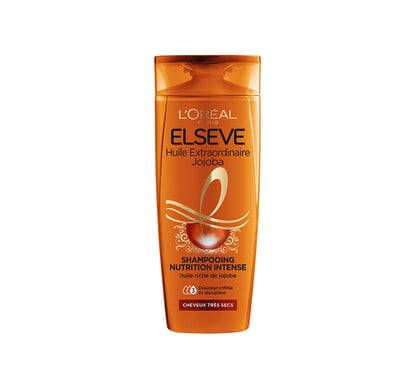 L'ORÉAL
PARIS
ELSEVE
Huile Extraordinaire
Jojoba
SHAMPOOING
NUTRITION INTENSE
huile riche de jojoba
3
Douceur infinie
et discipline
CHEVEUX TRÈS SECS